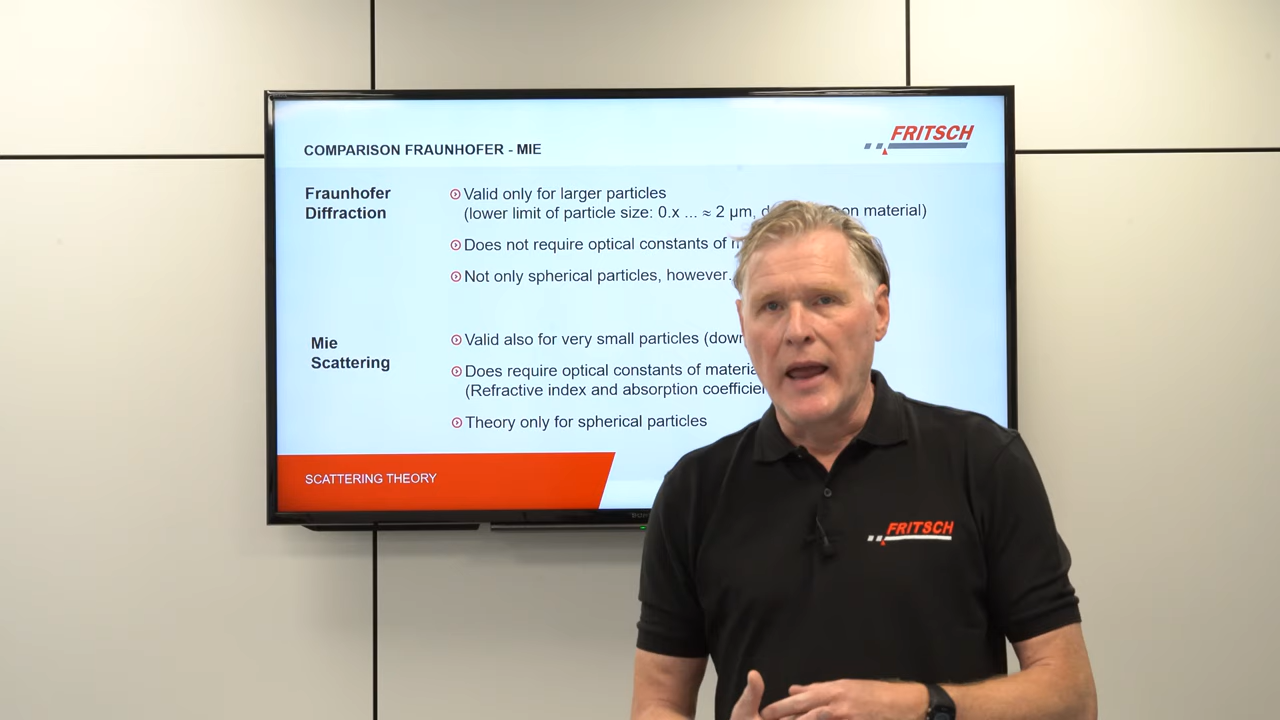 FRITSCH
COMPARISON FRAUNHOFER - MIE
Fraunhofer
Diffraction
Valid only for larger particles
(lower limit of particle size: 0.x ... ≈ 2 µm, on material)
Does not require optical constants of
Not only spherical particles, however
Mie
Scattering
Valid also for very small particles
Does require optical constants of
(Refractive index and absorption
Theory only for spherical particles
SCATTERING THEORY
FRITSCH